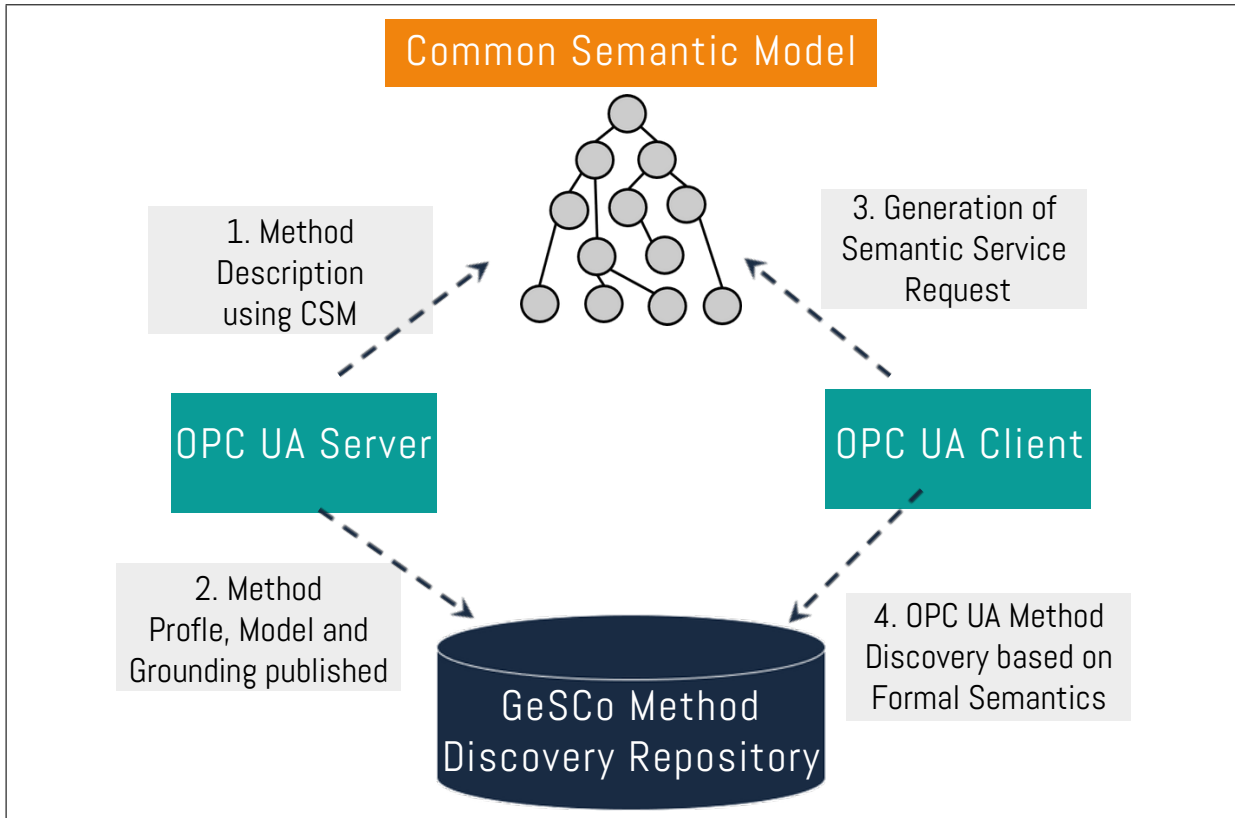 Common Semantic Model
1. Method
Description
using CSM
3. Generation of
Semantic Service
Request
OPC UA Server
OPC UA Client
2. Method
Profle, Model and
Grounding published
4. OPC UA Method
Discovery based on
Formal Semantics
GeSCo Method
Discovery Repository